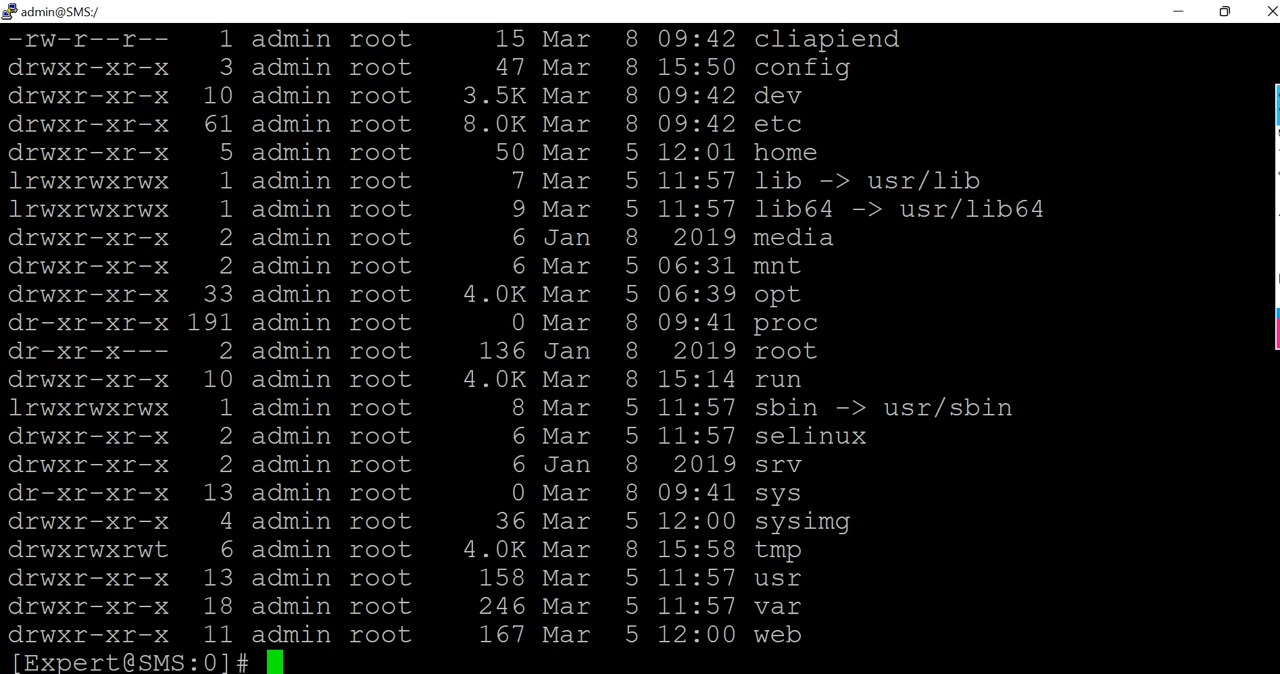 admin@SMS:/
-rw-r--r--   1 admin root     15 Mar  8 09:42 cliapiend
drwxr-xr-x   3 admin root     47 Mar  8 15:50 config
drwxr-xr-x  10 admin root   3.5K Mar  8 09:42 dev
drwxr-xr-x  61 admin root   8.0K Mar  8 09:42 etc
drwxr-xr-x   5 admin root     50 Mar  5 12:01 home
lrwxrwxrwx   1 admin root      7 Mar  5 11:57 lib -> usr/lib
lrwxrwxrwx   1 admin root      9 Mar  5 11:57 lib64 -> usr/lib64
drwxr-xr-x   2 admin root      6 Jan  8  2019 media
drwxr-xr-x   2 admin root      6 Mar  5 06:31 mnt
drwxr-xr-x  33 admin root   4.0K Mar  5 06:39 opt
dr-xr-xr-x 191 admin root      0 Mar  8 09:41 proc
dr-xr-x---   2 admin root    136 Jan  8  2019 root
drwxr-xr-x  10 admin root   4.0K Mar  8 15:14 run
lrwxrwxrwx   1 admin root      8 Mar  5 11:57 sbin -> usr/sbin
drwxr-xr-x   2 admin root      6 Mar  5 11:57 selinux
drwxr-xr-x   2 admin root      6 Jan  8  2019 srv
dr-xr-xr-x  13 admin root      0 Mar  8 09:41 sys
drwxr-xr-x   4 admin root     36 Mar  5 12:00 sysimg
drwxrwxrwt   6 admin root   4.0K Mar  8 15:58 tmp
drwxr-xr-x  13 admin root    158 Mar  5 11:57 usr
drwxr-xr-x  18 admin root    246 Mar  5 11:57 var
drwxr-xr-x  11 admin root    167 Mar  5 12:00 web
[Expert@SMS:0]#